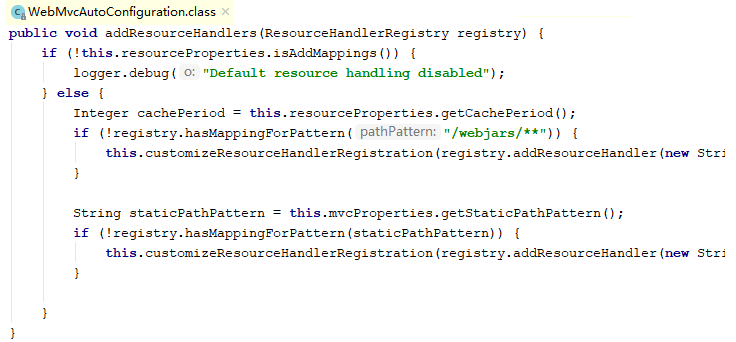 WebMvcAutoConfiguration.class
public void addResourceHandlers(ResourceHandlerRegistry registry) {
if (!this.resourceProperties.isAddMappings()) {
logger.debug( o: "Default resource handling disabled");
} else {
Integer cachePeriod = this.resourceProperties.getCachePeriod();
if (!registry.hasMappingForPattern( pathPattern: "/webjars/**")) {
this.customizeResourceHandlerRegistration(registry.addResourceHandler(new Stri
}
String staticPathPattern = this.mvcProperties.getStaticPathPattern();
if (!registry.hasMappingForPattern(staticPathPattern)) {
this.customizeResourceHandlerRegistration(registry.addResourceHandler(new Stri
}
}
}